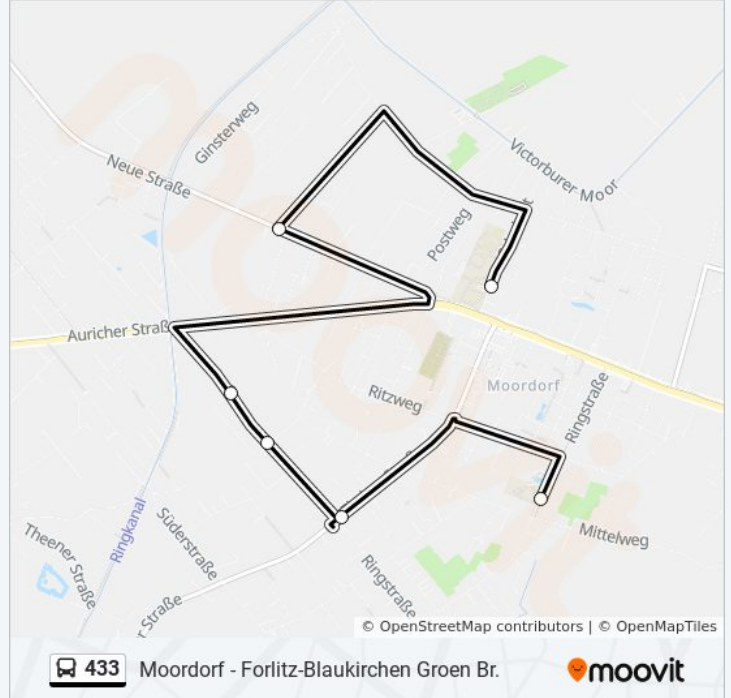 Ginsterweg
Victorburer Moor
Neue Straße
Postweg
Auricher Straß
Moordorf
Ritzweg
Ringstraße
Ringkanal
Süderstraße
Theener Straße
Mittelweg
Ringstraße
r Straße
© OpenStreetMap contributors | © OpenMapTiles
433 Moordorf - Forlitz-Blaukirchen Groen Br.
moovit